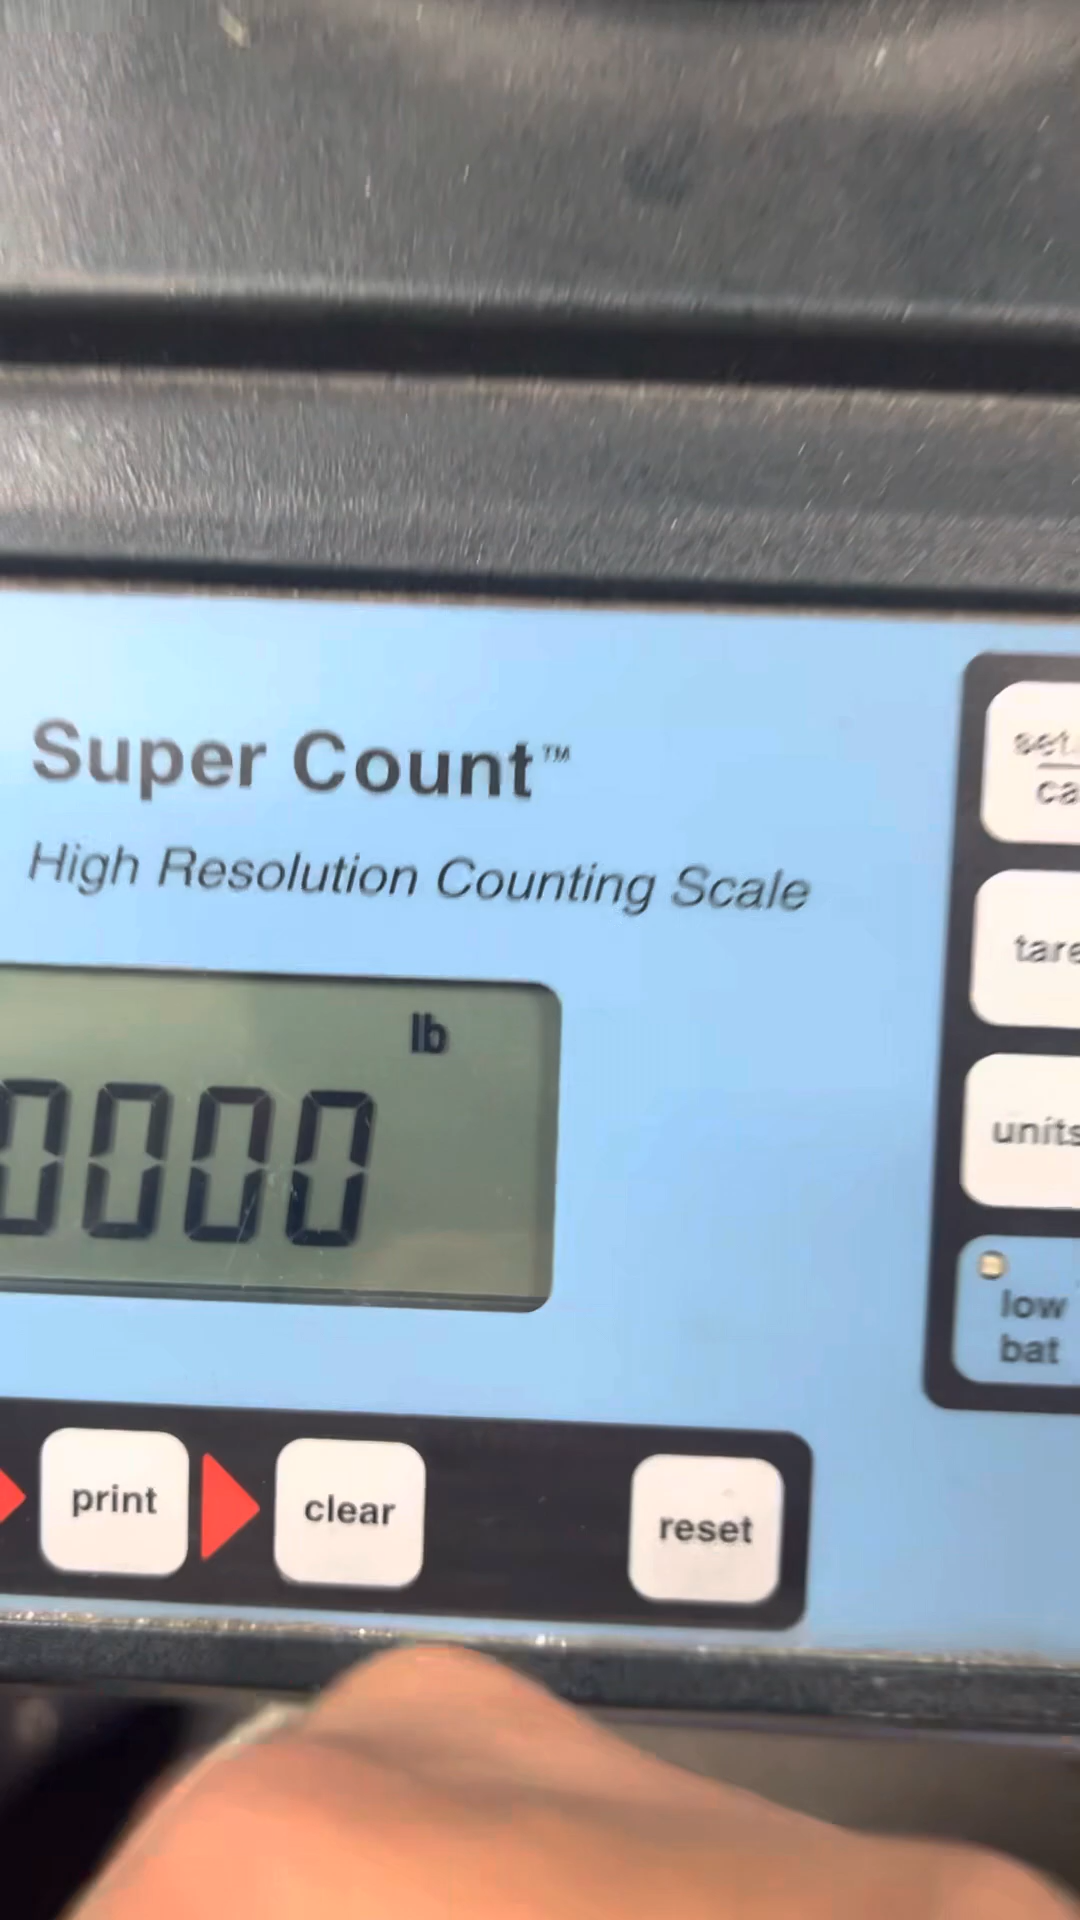 Super Count™
High Resolution Counting Scale
lb
0000
print
clear
reset
set
ca
tare
units
low
bat